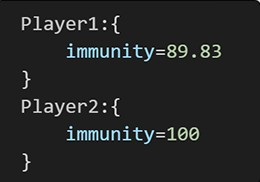 Player1:{
    immunity=89.83
}
Player2:{
    immunity=100
}